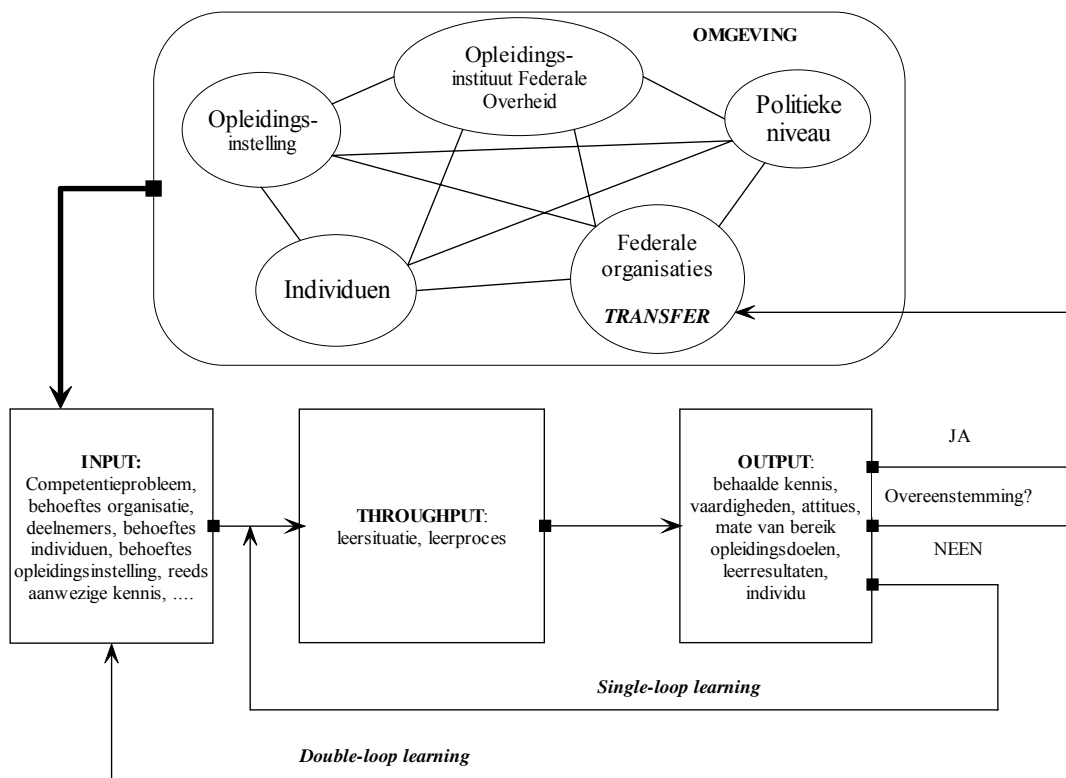 OMGEVING
Opleidings-
instituut Federale
Overheid
Opleidings-
instelling
Politieke
niveau
Individuen
Federale
organisaties
TRANSFER
INPUT:
Competentieprobleem,
behoeftes organisatie,
deelnemers, behoeftes
individuen, behoeftes
opleidingsinstelling, reeds
aanwezige kennis, ....
THROUGHPUT:
leersituatie, leerproces
OUTPUT:
behaalde kennis,
vaardigheden, attitues,
mate van bereik
opleidingsdoelen,
leerresultaten,
individu
JA
Overeenstemming?
NEEN
Single-loop learning
Double-loop learning